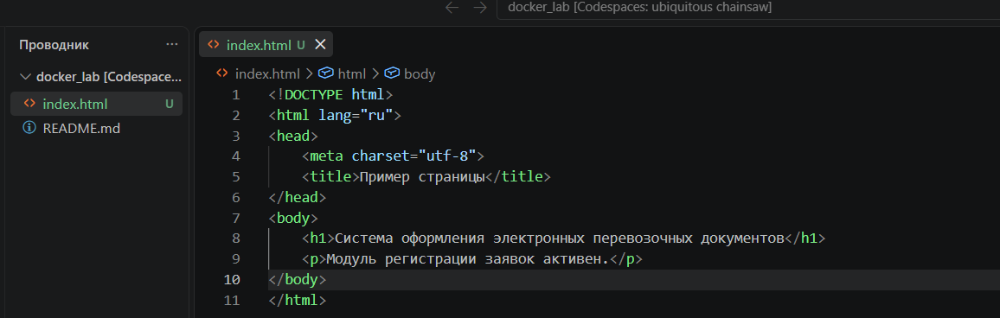 docker_lab [Codespaces: ubiquitous chainsaw]
Проводник ...
docker_lab [Codespace...
index.html U
README.md
index.html U
index.html > html > body
1 <!DOCTYPE html>
2 <html lang="ru">
3 <head>
4     <meta charset="utf-8">
5     <title>Пример страницы</title>
6 </head>
7 <body>
8     <h1>Система оформления электронных перевозочных документов</h1>
9     <p>Модуль регистрации заявок активен.</p>
10 </body>
11 </html>